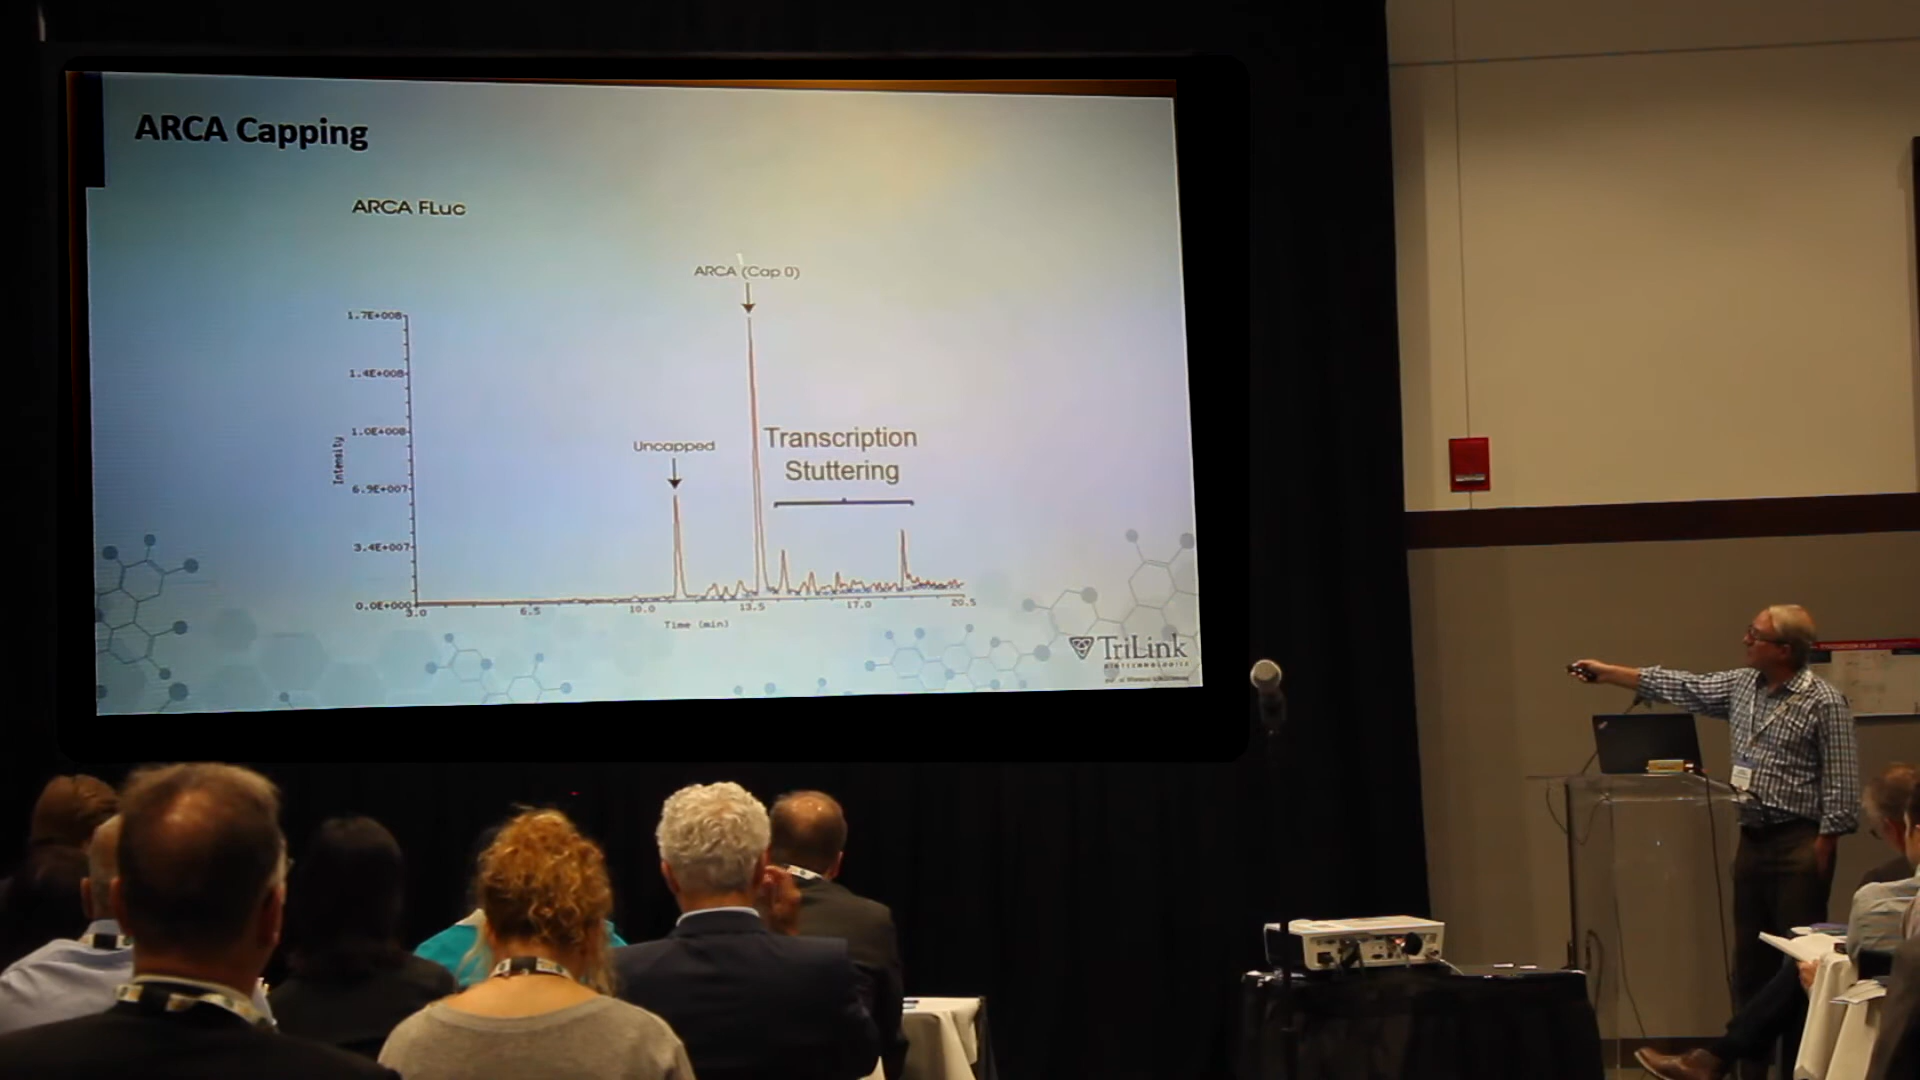 ARCA Capping
ARCA FLuc
ARCA (Cap 0)
1.7E+008
1.4E+008
1.0E+008
6.9E+007
3.4E+007
0.0E+000
Intensity
Uncapped
Transcription
Stuttering
3.0
6.5
10.0
13.5
17.0
20.5
Time (min)
TriLink
BIOTECHNOLOGIES